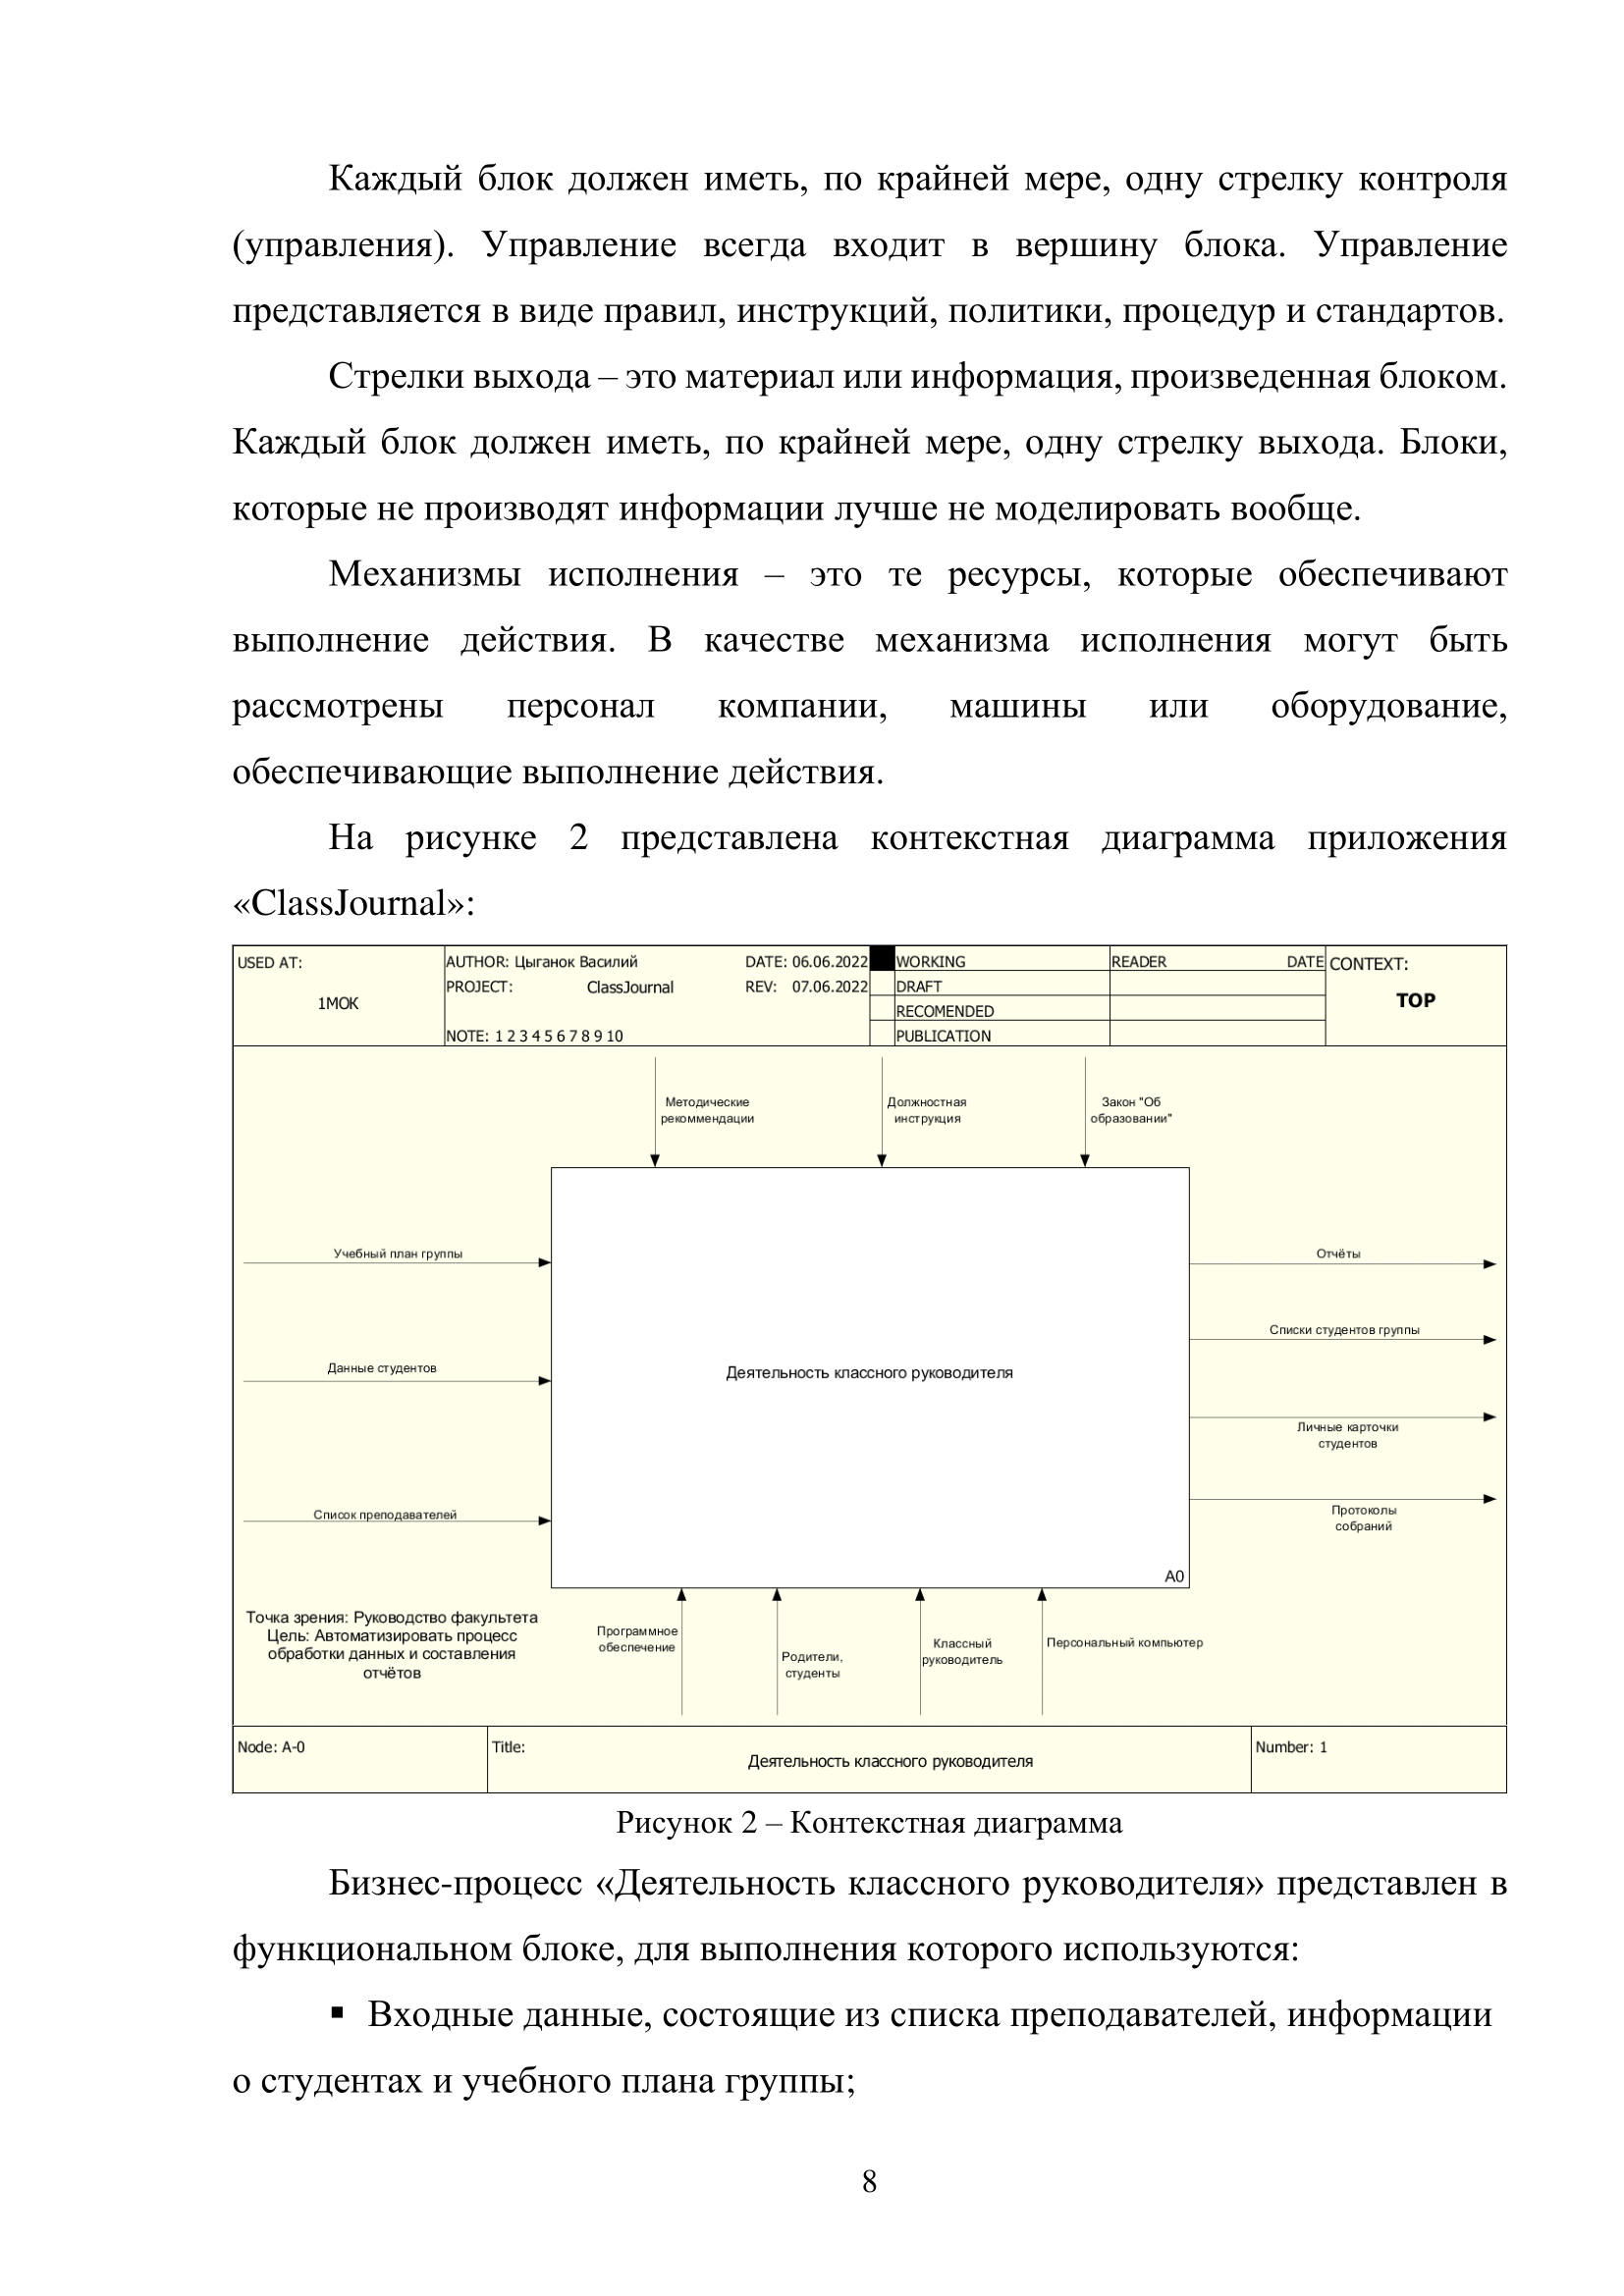 Каждый блок должен иметь, по крайней мере, одну стрелку контроля
(управления). Управление всегда входит в вершину блока. Управление
представляется в виде правил, инструкций, политики, процедур и стандартов.
Стрелки выхода – это материал или информация, произведенная блоком.
Каждый блок должен иметь, по крайней мере, одну стрелку выхода. Блоки,
которые не производят информации лучше не моделировать вообще.
Механизмы исполнения – это те ресурсы, которые обеспечивают
выполнение действия. В качестве механизма исполнения могут быть
рассмотрены персонал компании, машины или оборудование,
обеспечивающие выполнение действия.
На рисунке 2 представлена контекстная диаграмма приложения
«ClassJournal»:
USED AT:
1МОК
AUTHOR: Цыганок Василий
DATE: 06.06.2022
PROJECT: ClassJournal
REV: 07.06.2022
NOTE: 1 2 3 4 5 6 7 8 9 10
WORKING
DRAFT
RECOMENDED
PUBLICATION
READER DATE
CONTEXT:
TOP
Методические
рекоммендации
Должностная
инструкция
Закон "Об
образовании"
Учебный план группы
Данные студентов
Список преподавателей
Деятельность классного руководителя
A0
Отчёты
Списки студентов группы
Личные карточки
студентов
Протоколы
собраний
Точка зрения: Руководство факультета
Цель: Автоматизировать процесс
обработки данных и составления
отчётов
Программное
обеспечение
Родители,
студенты
Классный
руководитель
Персональный компьютер
Node: A-0
Title:
Деятельность классного руководителя
Number: 1
Рисунок 2 – Контекстная диаграмма
Бизнес-процесс «Деятельность классного руководителя» представлен в
функциональном блоке, для выполнения которого используются:
▪ Входные данные, состоящие из списка преподавателей, информации
о студентах и учебного плана группы;
8